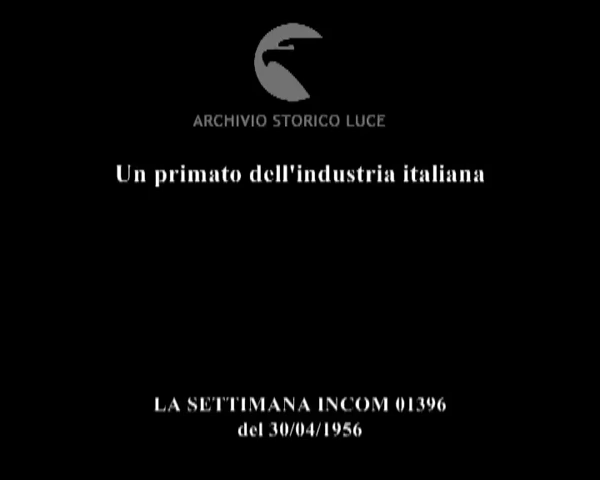 ARCHIVIO STORICO LUCE
Un primato dell'industria italiana
LA SETTIMANA INCOM 01396
del 30/04/1956